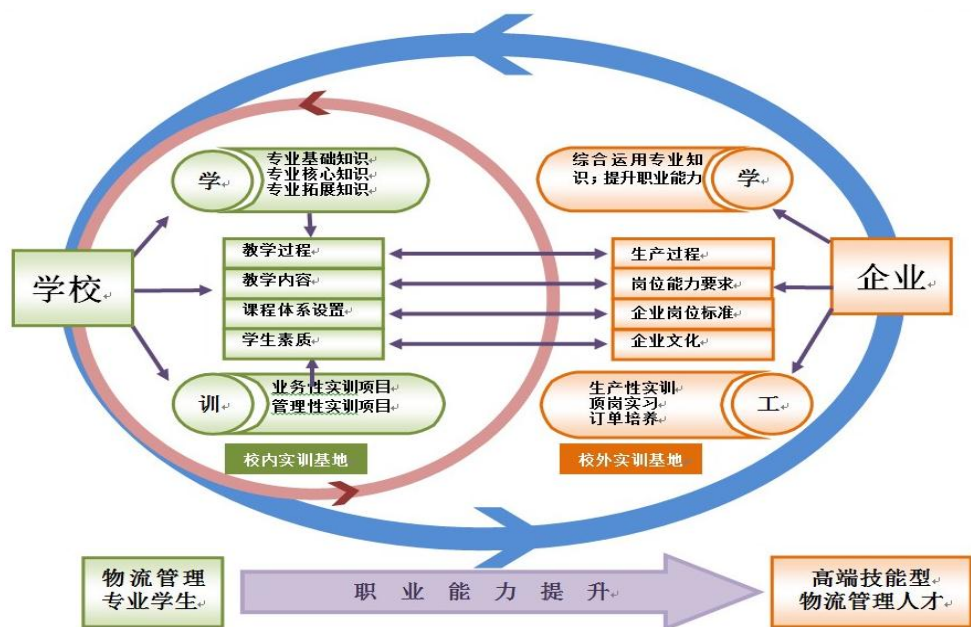 学
专业基础知识
专业核心知识
专业拓展知识
综合运用专业知
识；提升职业能力
学
学校
教学过程
教学内容
课程体系设置
学生素质
生产过程
岗位能力要求
企业岗位标准
企业文化
企业
训
业务性实训项目
管理性实训项目
生产性实训
顶岗实习
订单培养
工
校内实训基地
校外实训基地
物流管理
专业学生
职业能力提升
高端技能型
物流管理人才